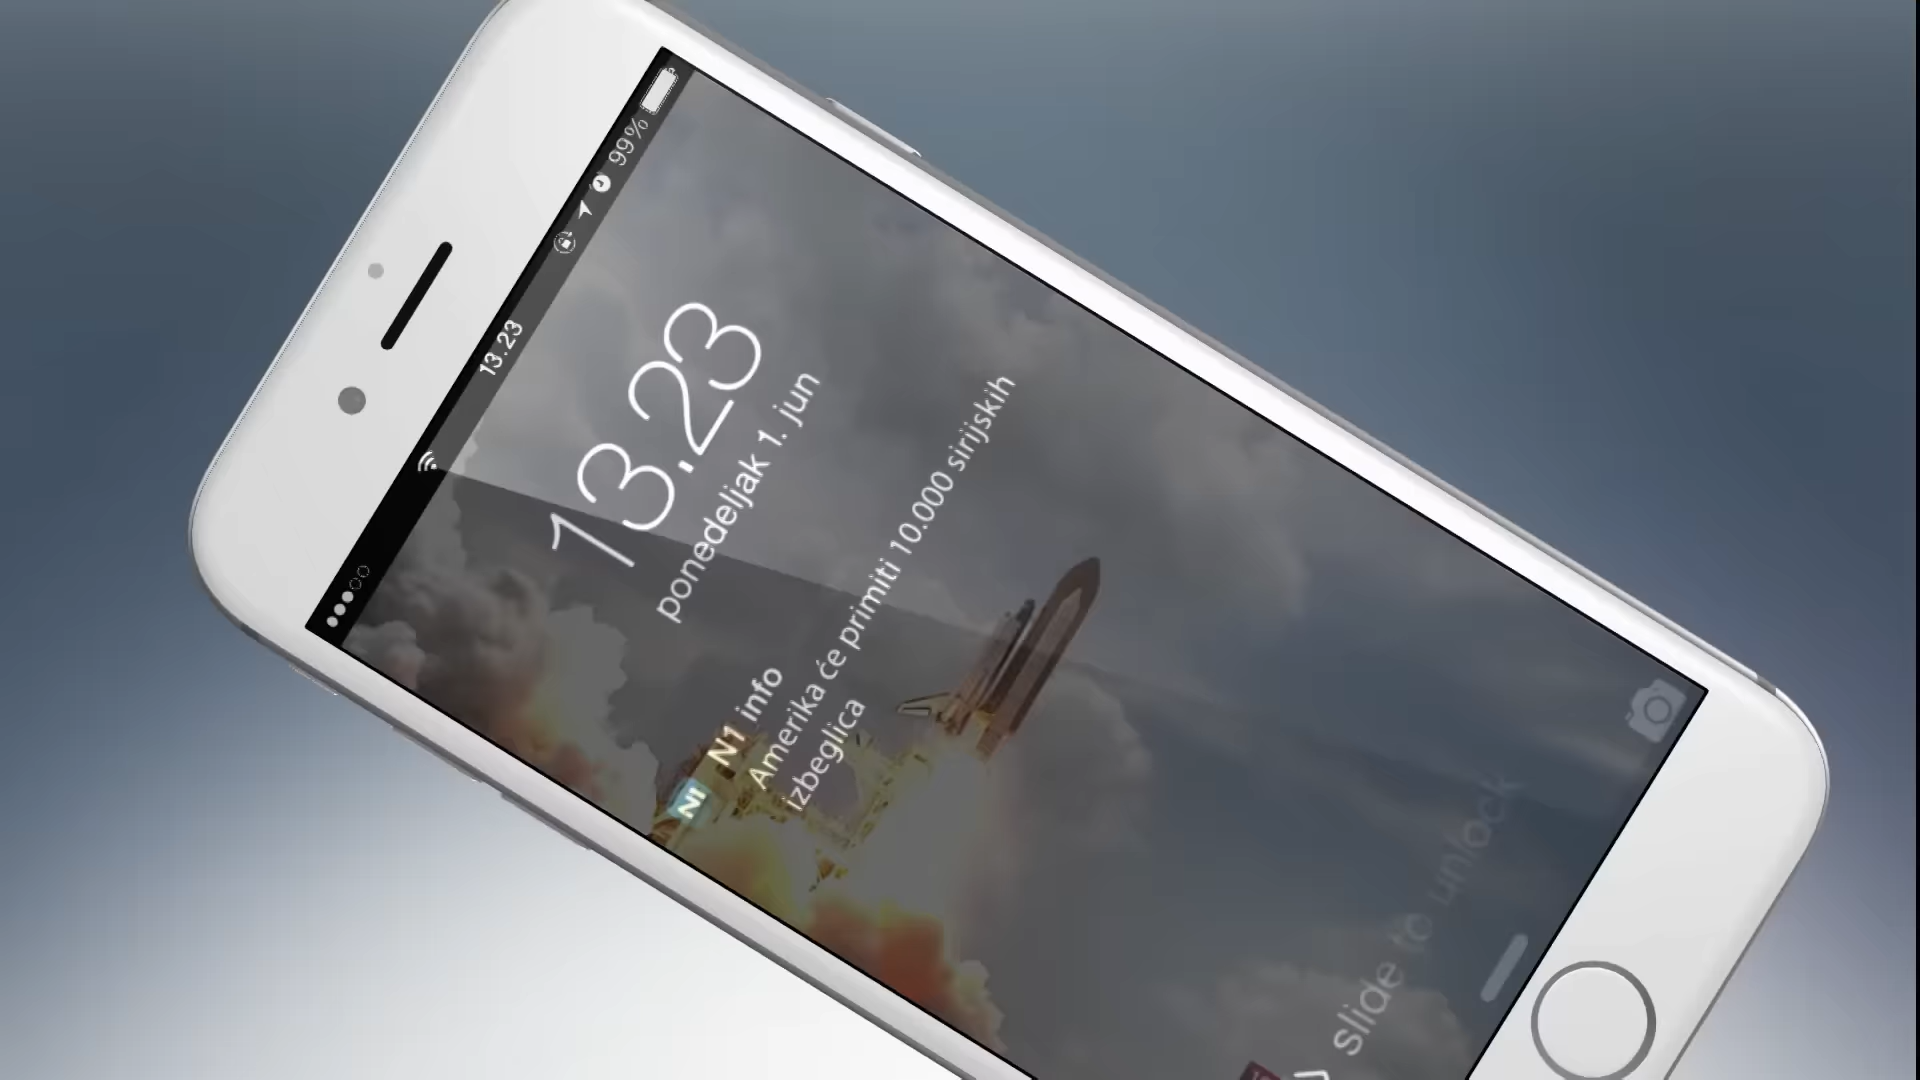 13.23
99%
13.23
ponedeljak 1. jun
N1
N1 info
Amerika će primiti 10.000 sirijskih
izbeglica
slide to unlock